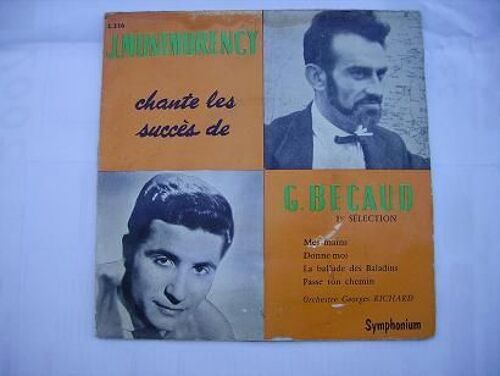 S.336
J. MONTMORENCY
chante les
succès de
G. BECAUD
1re SÉLECTION
Mes mains
Donne-moi
La ballade des Baladins
Passe ton chemin
Orchestre Georges RICHARD
Symphonium